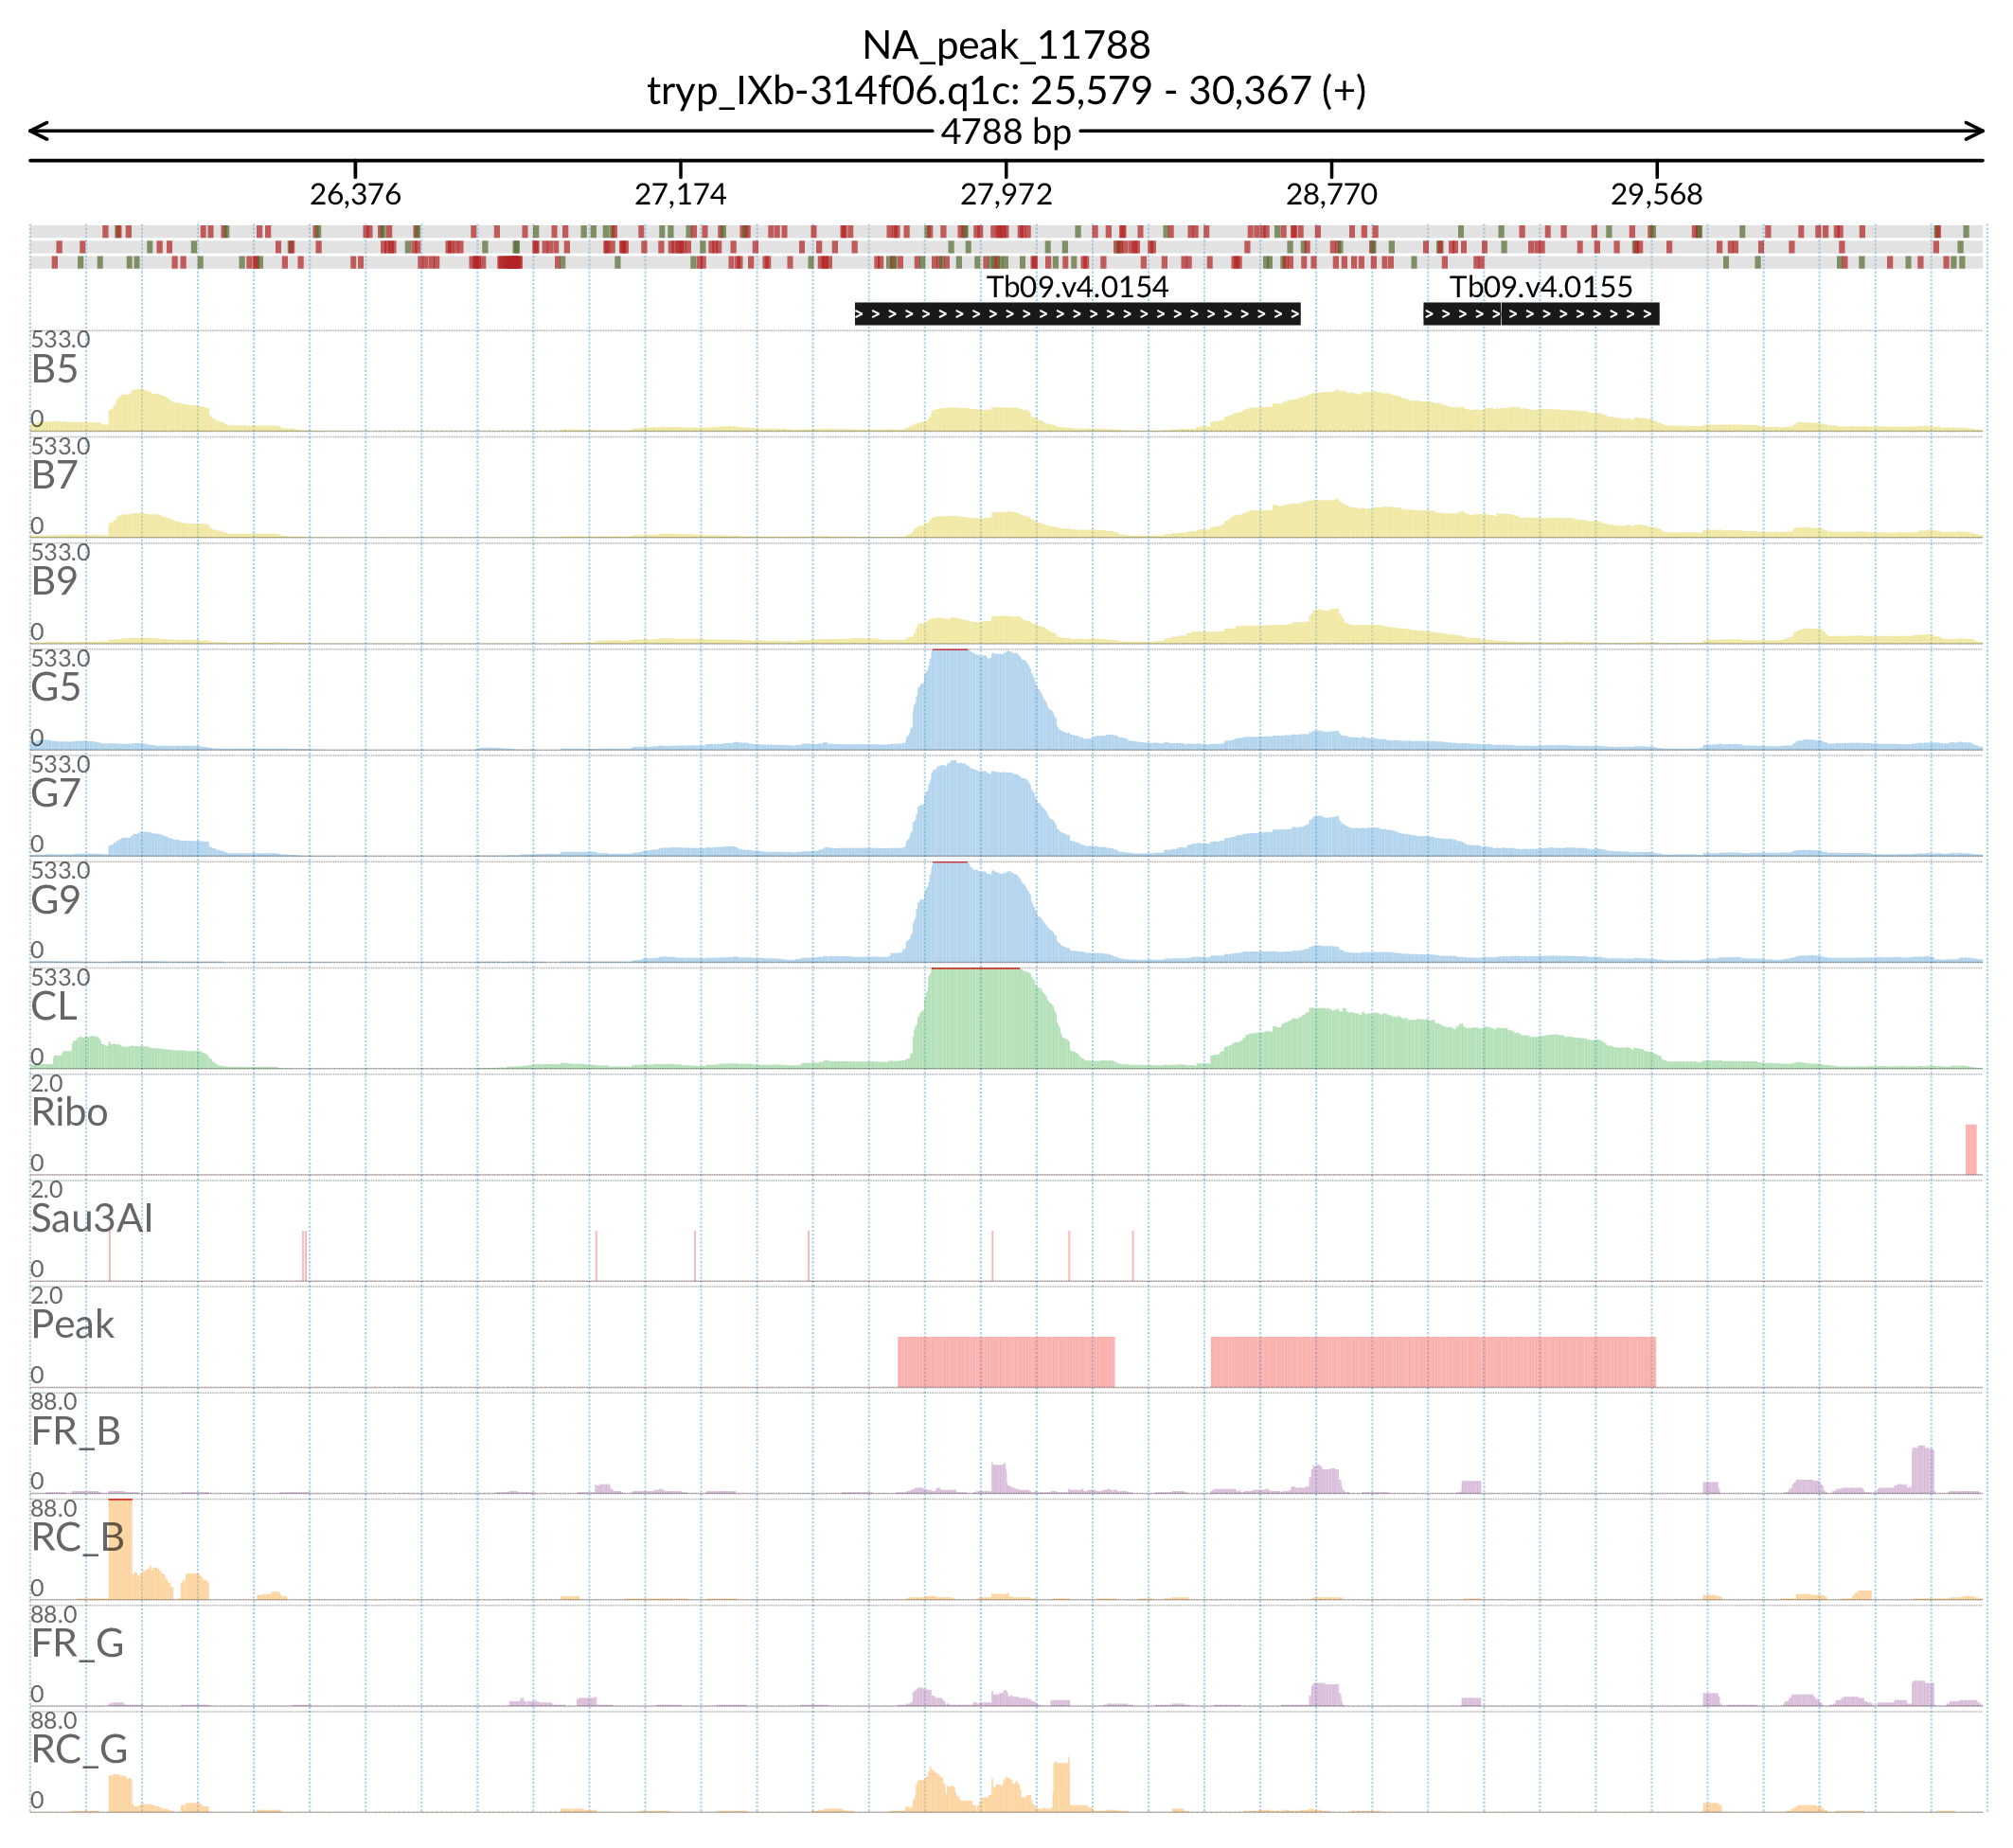 NA_peak_11788
tryp_IXb-314f06.q1c: 25,579 - 30,367 (+)
4788 bp
26,376 27,174 27,972 28,770 29,568
Tb09.v4.0154 Tb09.v4.0155
533.0
B5
0
533.0
B7
0
533.0
B9
0
533.0
G5
0
533.0
G7
0
533.0
G9
0
533.0
CL
0
2.0
Ribo
0
2.0
Sau3AI
0
2.0
Peak
0
88.0
FR_B
0
88.0
RC_B
0
88.0
FR_G
0
88.0
RC_G
0